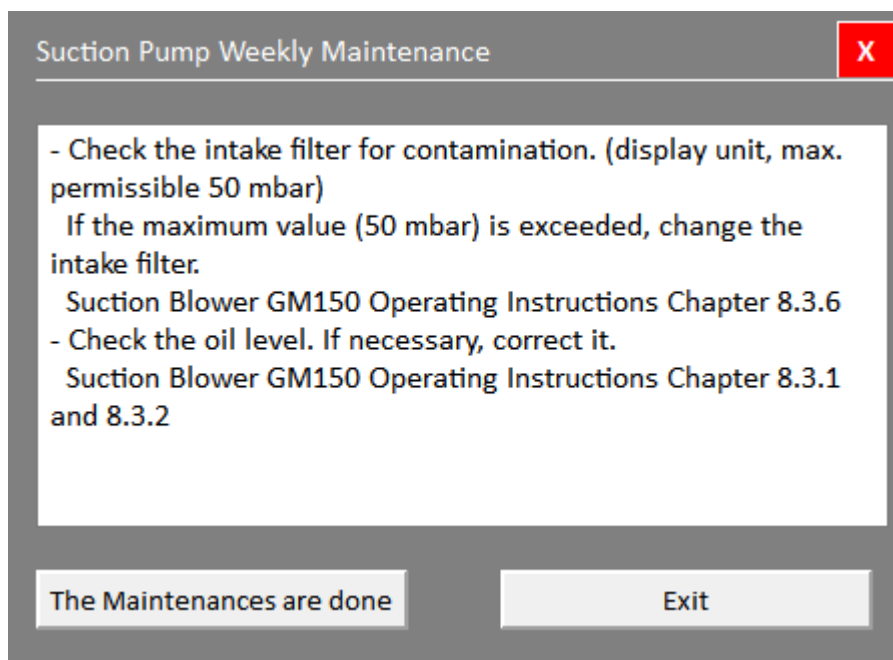 Suction Pump Weekly Maintenance
X
- Check the intake filter for contamination. (display unit, max.
permissible 50 mbar)
If the maximum value (50 mbar) is exceeded, change the
intake filter.
Suction Blower GM150 Operating Instructions Chapter 8.3.6
- Check the oil level. If necessary, correct it.
Suction Blower GM150 Operating Instructions Chapter 8.3.1
and 8.3.2
The Maintenances are done
Exit